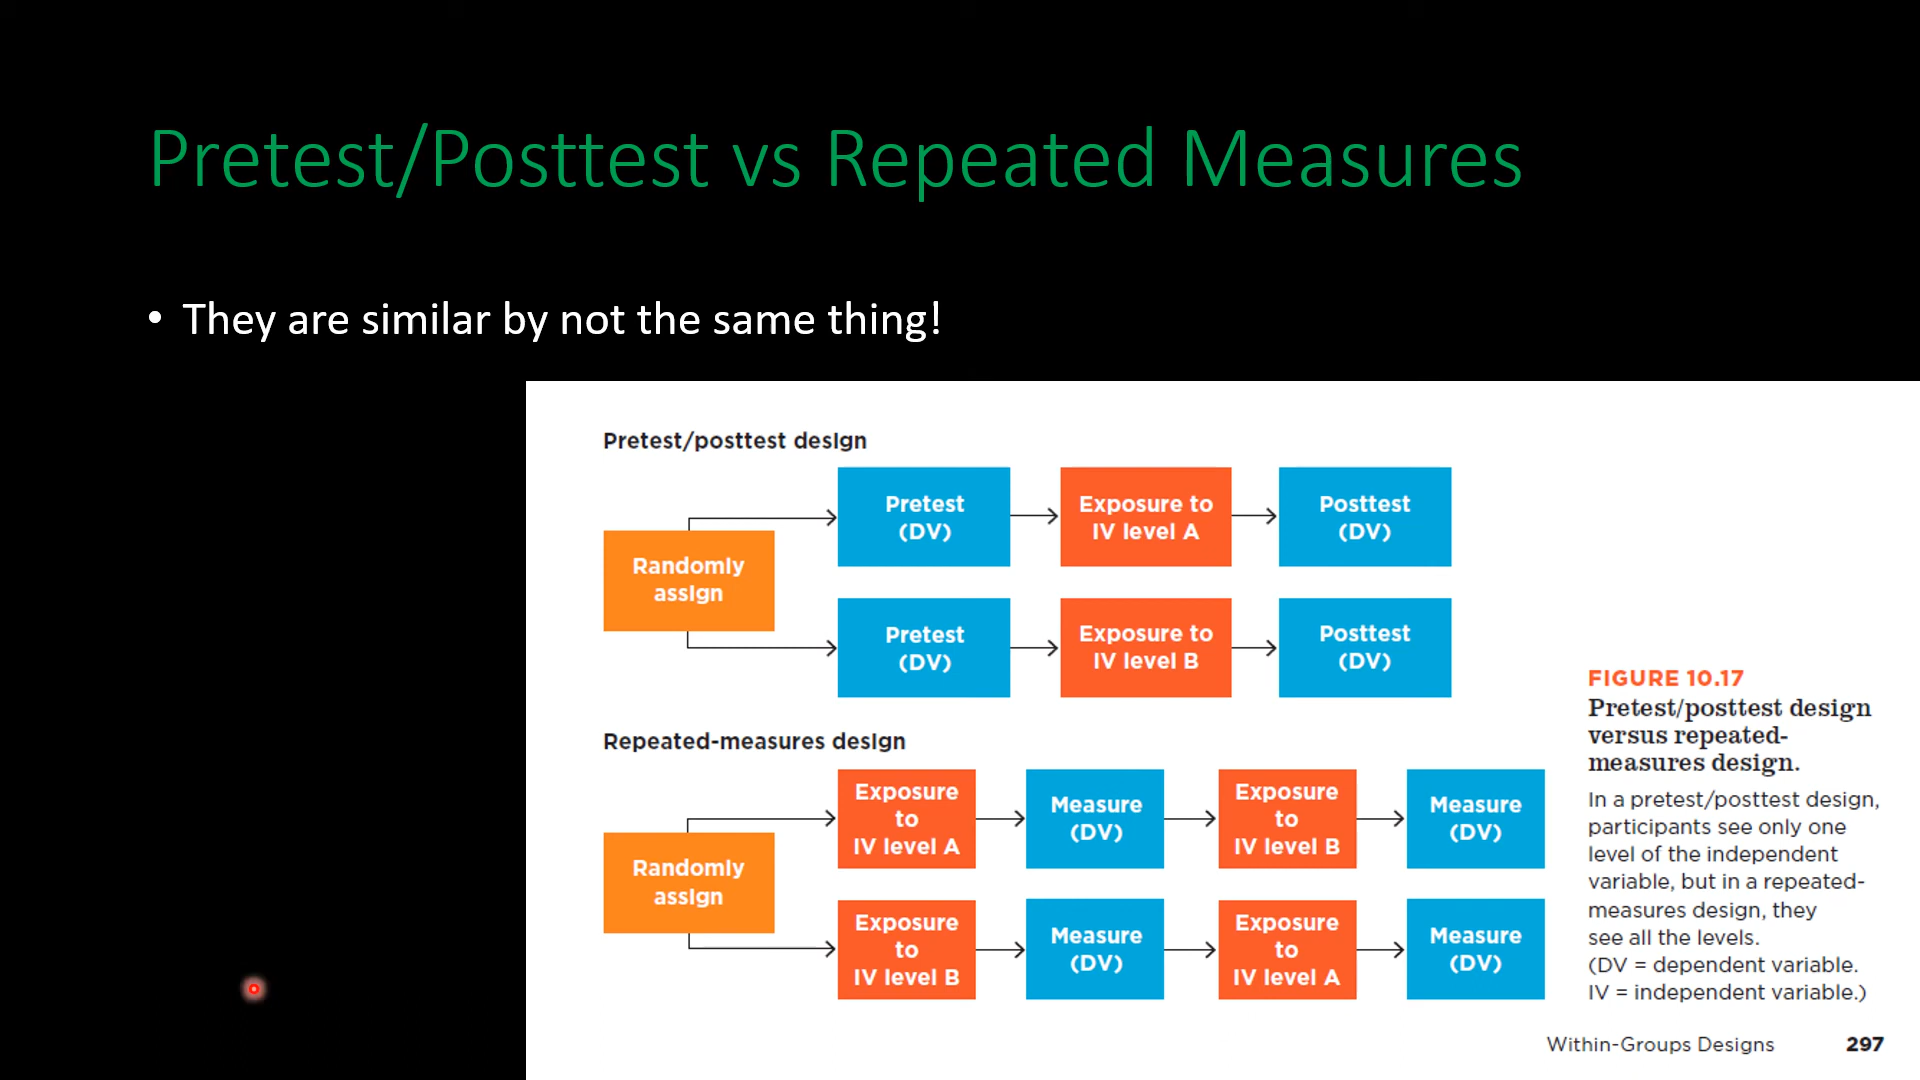 Pretest/Posttest vs Repeated Measures
• They are similar by not the same thing!
Pretest/posttest design
Randomly
assign
Pretest
(DV)
Exposure to
IV level A
Posttest
(DV)
Pretest
(DV)
Exposure to
IV level B
Posttest
(DV)
Repeated-measures design
Randomly
assign
Exposure
to
IV level A
Measure
(DV)
Exposure
to
IV level B
Measure
(DV)
Exposure
to
IV level B
Measure
(DV)
Exposure
to
IV level A
Measure
(DV)
FIGURE 10.17
Pretest/posttest design
versus repeated-
measures design.
In a pretest/posttest design,
participants see only one
level of the independent
variable, but in a repeated-
measures design, they
see all the levels.
(DV = dependent variable.
IV = independent variable.)
Within-Groups Designs 297